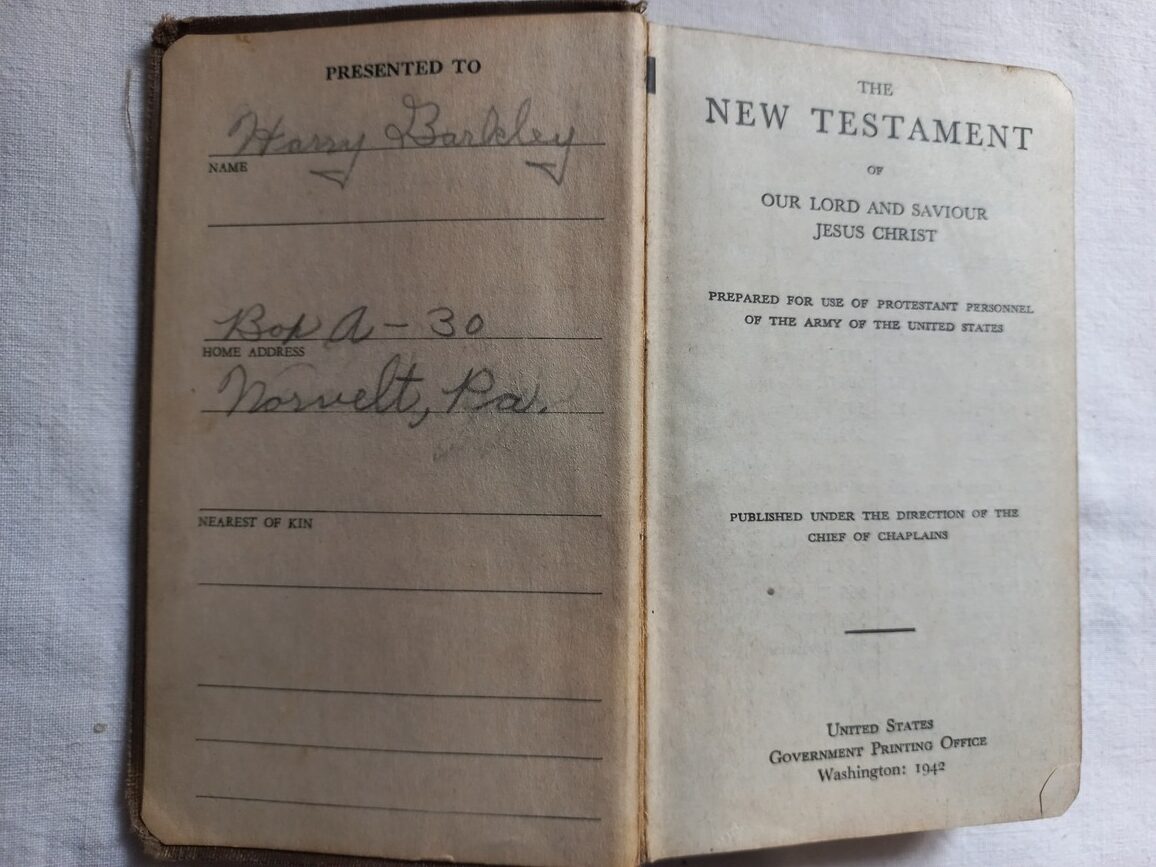 PRESENTED TO
Harry Barkley
NAME
Box A - 30
HOME ADDRESS
Norvelt, Pa.
NEAREST OF KIN
THE
NEW TESTAMENT
OF
OUR LORD AND SAVIOUR
JESUS CHRIST
PREPARED FOR USE OF PROTESTANT PERSONNEL
OF THE ARMY OF THE UNITED STATES
PUBLISHED UNDER THE DIRECTION OF THE
CHIEF OF CHAPLAINS
UNITED STATES
GOVERNMENT PRINTING OFFICE
Washington: 1942